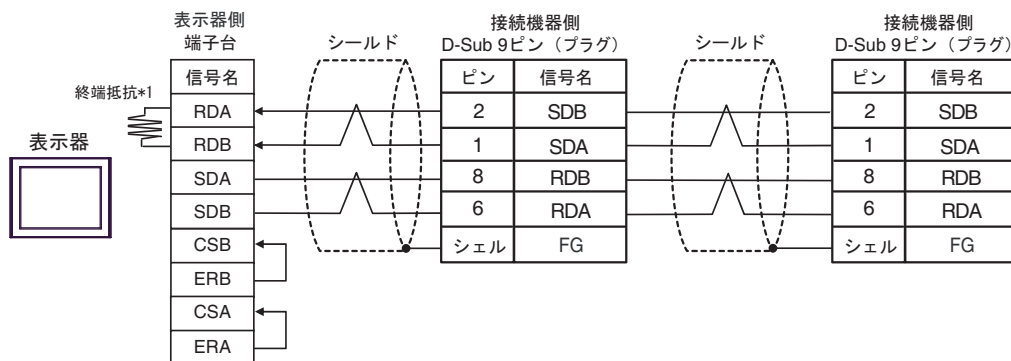 表示器側
端子台
シールド
接続機器側
D-Sub 9ピン（プラグ）
シールド
接続機器側
D-Sub 9ピン（プラグ）
信号名
ピン
信号名
ピン
信号名
終端抵抗*1
RDA
2
SDB
2
SDB
表示器
RDB
1
SDA
1
SDA
SDA
8
RDB
8
RDB
SDB
6
RDA
6
RDA
CSB
シェル
FG
シェル
FG
ERB
CSA
ERA